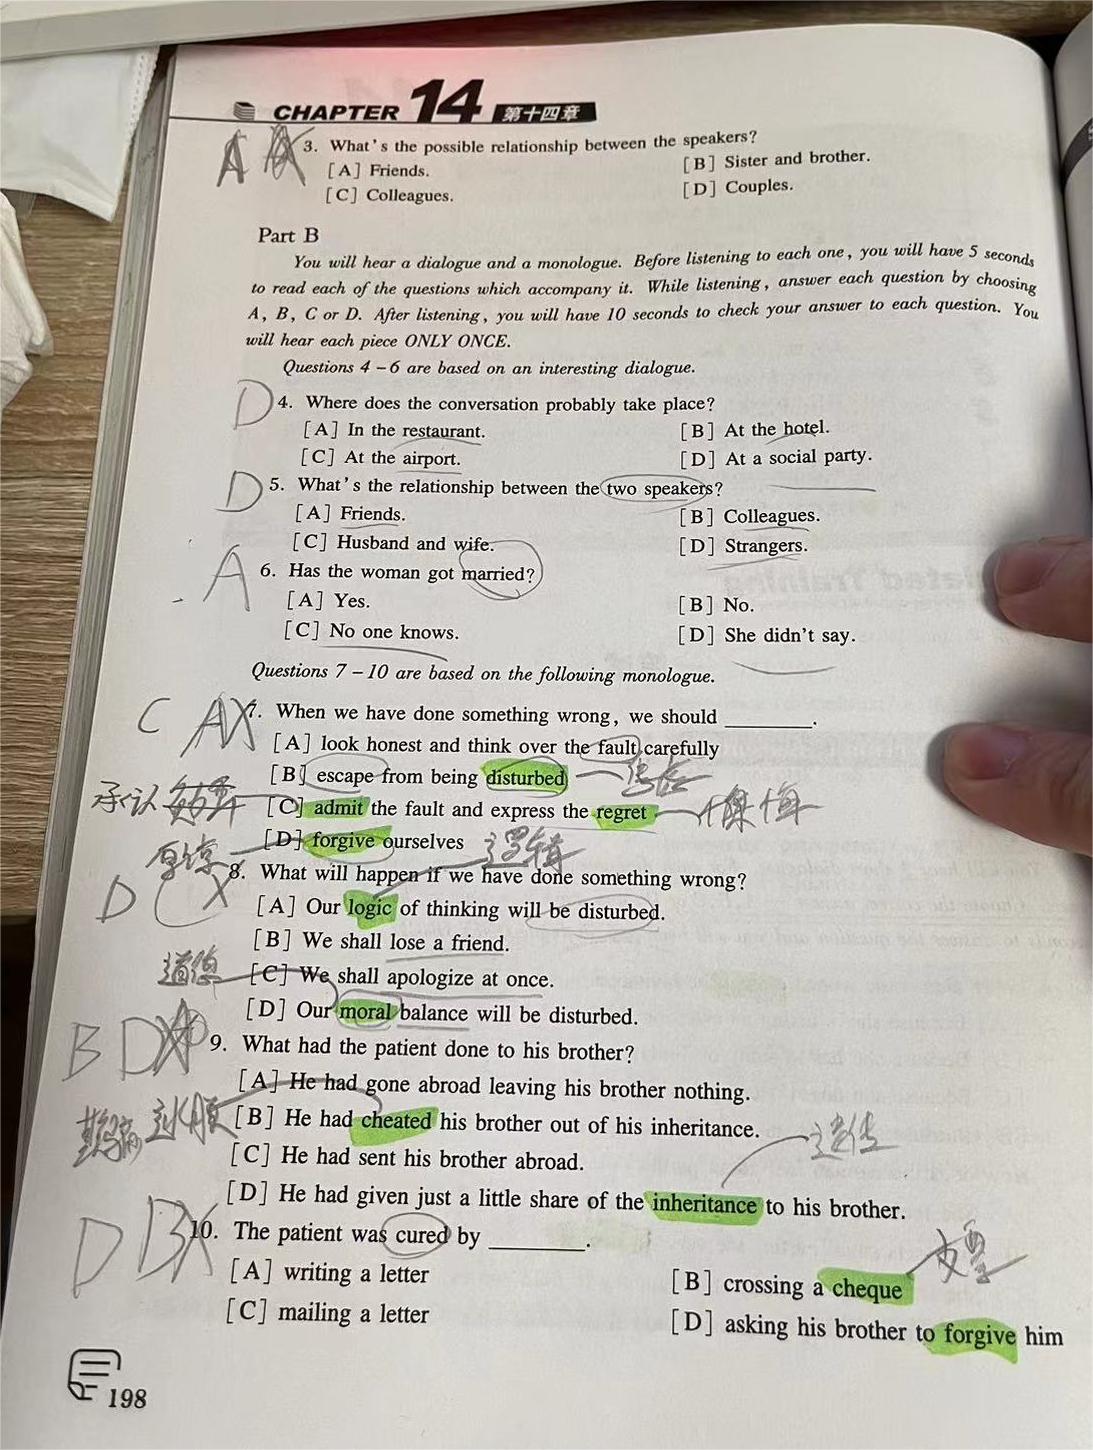 CHAPTER 14 第十四章
A A 3. What's the possible relationship between the speakers?
[A] Friends. [B] Sister and brother.
[C] Colleagues. [D] Couples.
Part B
You will hear a dialogue and a monologue. Before listening to each one, you will have 5 seconds
to read each of the questions which accompany it. While listening, answer each question by choosing
A, B, C or D. After listening, you will have 10 seconds to check your answer to each question. You
will hear each piece ONLY ONCE.
Questions 4-6 are based on an interesting dialogue.
D 4. Where does the conversation probably take place?
[A] In the restaurant. [B] At the hotel.
[C] At the airport. [D] At a social party.
D 5. What's the relationship between the two speakers?
[A] Friends. [B] Colleagues.
[C] Husband and wife. [D] Strangers.
A 6. Has the woman got married?
[A] Yes. [B] No.
[C] No one knows. [D] She didn't say.
Questions 7-10 are based on the following monologue.
C A 7. When we have done something wrong, we should ________.
[A] look honest and think over the fault carefully
[B] escape from being disturbed
承认 [C] admit the fault and express the regret 懊悔
[D] forgive ourselves 逻辑
原谅 8. What will happen if we have done something wrong?
D C [A] Our logic of thinking will be disturbed.
[B] We shall lose a friend.
道德 [C] We shall apologize at once.
[D] Our moral balance will be disturbed.
B D 9. What had the patient done to his brother?
[A] He had gone abroad leaving his brother nothing.
欺骗 [B] He had cheated his brother out of his inheritance. 遗传
[C] He had sent his brother abroad.
[D] He had given just a little share of the inheritance to his brother.
D B 10. The patient was cured by ________. 支票
[A] writing a letter [B] crossing a cheque
[C] mailing a letter [D] asking his brother to forgive him
198